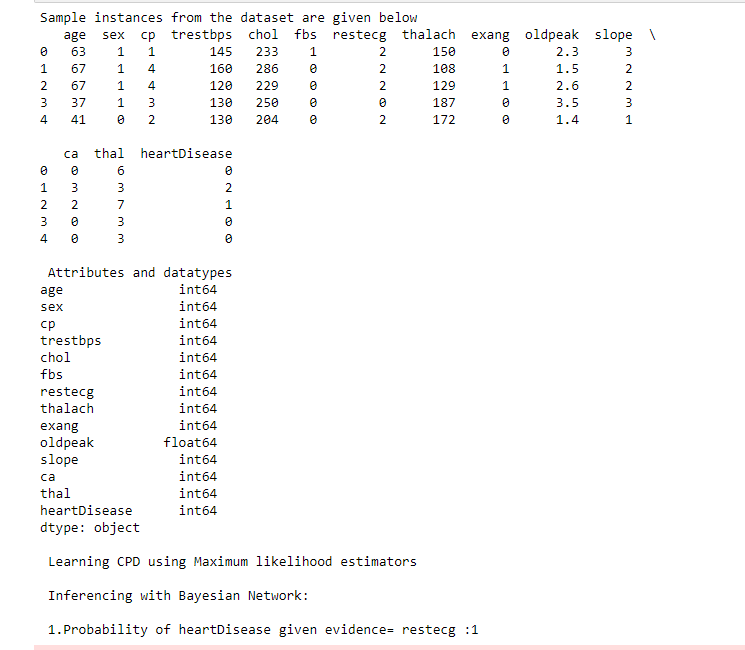 Sample instances from the dataset are given below
   age  sex  cp  trestbps  chol  fbs  restecg  thalach  exang  oldpeak  slope  \
0   63    1   1       145   233    1        2      150      0      2.3      3
1   67    1   4       160   286    0        2      108      1      1.5      2
2   67    1   4       120   229    0        2      129      1      2.6      2
3   37    1   3       130   250    0        0      187      0      3.5      3
4   41    0   2       130   204    0        2      172      0      1.4      1
   ca  thal  heartDisease
0  0     6             0
1  3     3             2
2  2     7             1
3  0     3             0
4  0     3             0
 Attributes and datatypes
age               int64
sex               int64
cp                int64
trestbps          int64
chol              int64
fbs               int64
restecg           int64
thalach           int64
exang             int64
oldpeak         float64
slope             int64
ca                int64
thal              int64
heartDisease      int64
dtype: object
 Learning CPD using Maximum likelihood estimators
 Inferencing with Bayesian Network:
 1.Probability of heartDisease given evidence= restecg :1